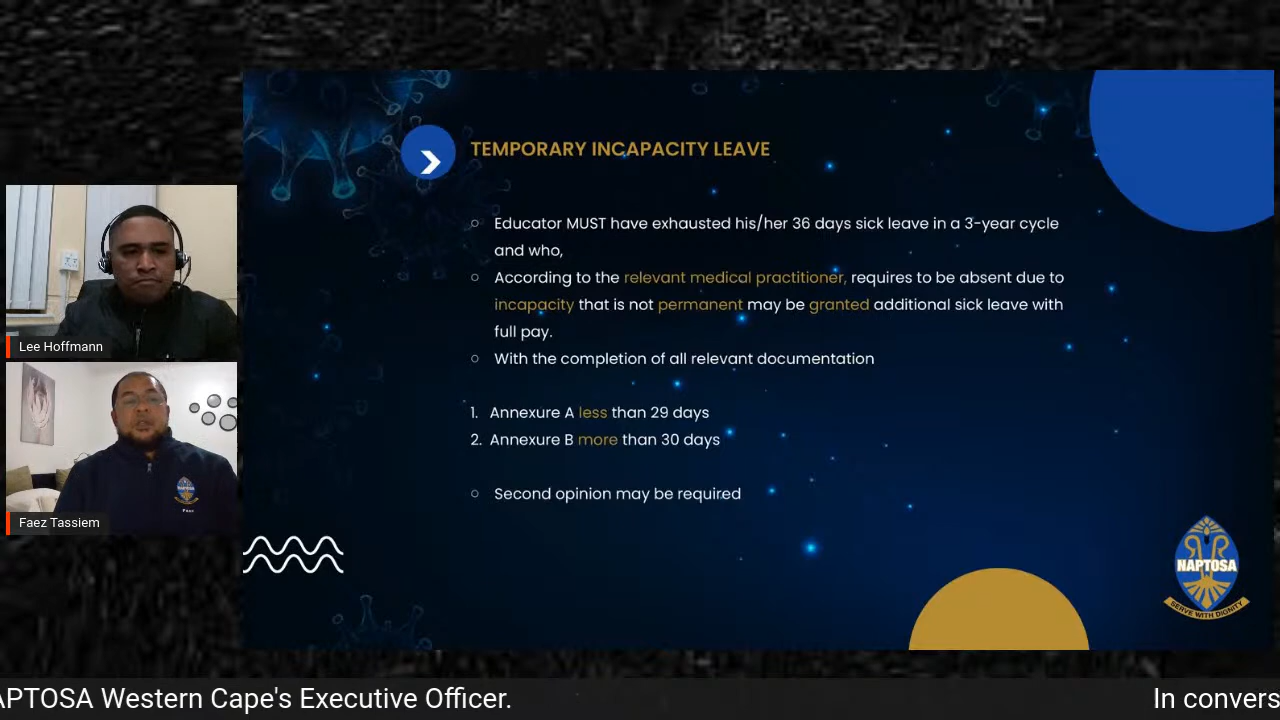 TEMPORARY INCAPACITY LEAVE
○ Educator MUST have exhausted his/her 36 days sick leave in a 3-year cycle
and who,
○ According to the relevant medical practitioner, requires to be absent due to
incapacity that is not permanent may be granted additional sick leave with
full pay.
○ With the completion of all relevant documentation
1. Annexure A less than 29 days
2. Annexure B more than 30 days
○ Second opinion may be required
Lee Hoffmann
Faez Tassiem
Faez
NAPTOSA
SERVE WITH DIGNITY
APTOSA Western Cape's Executive Officer.
In convers